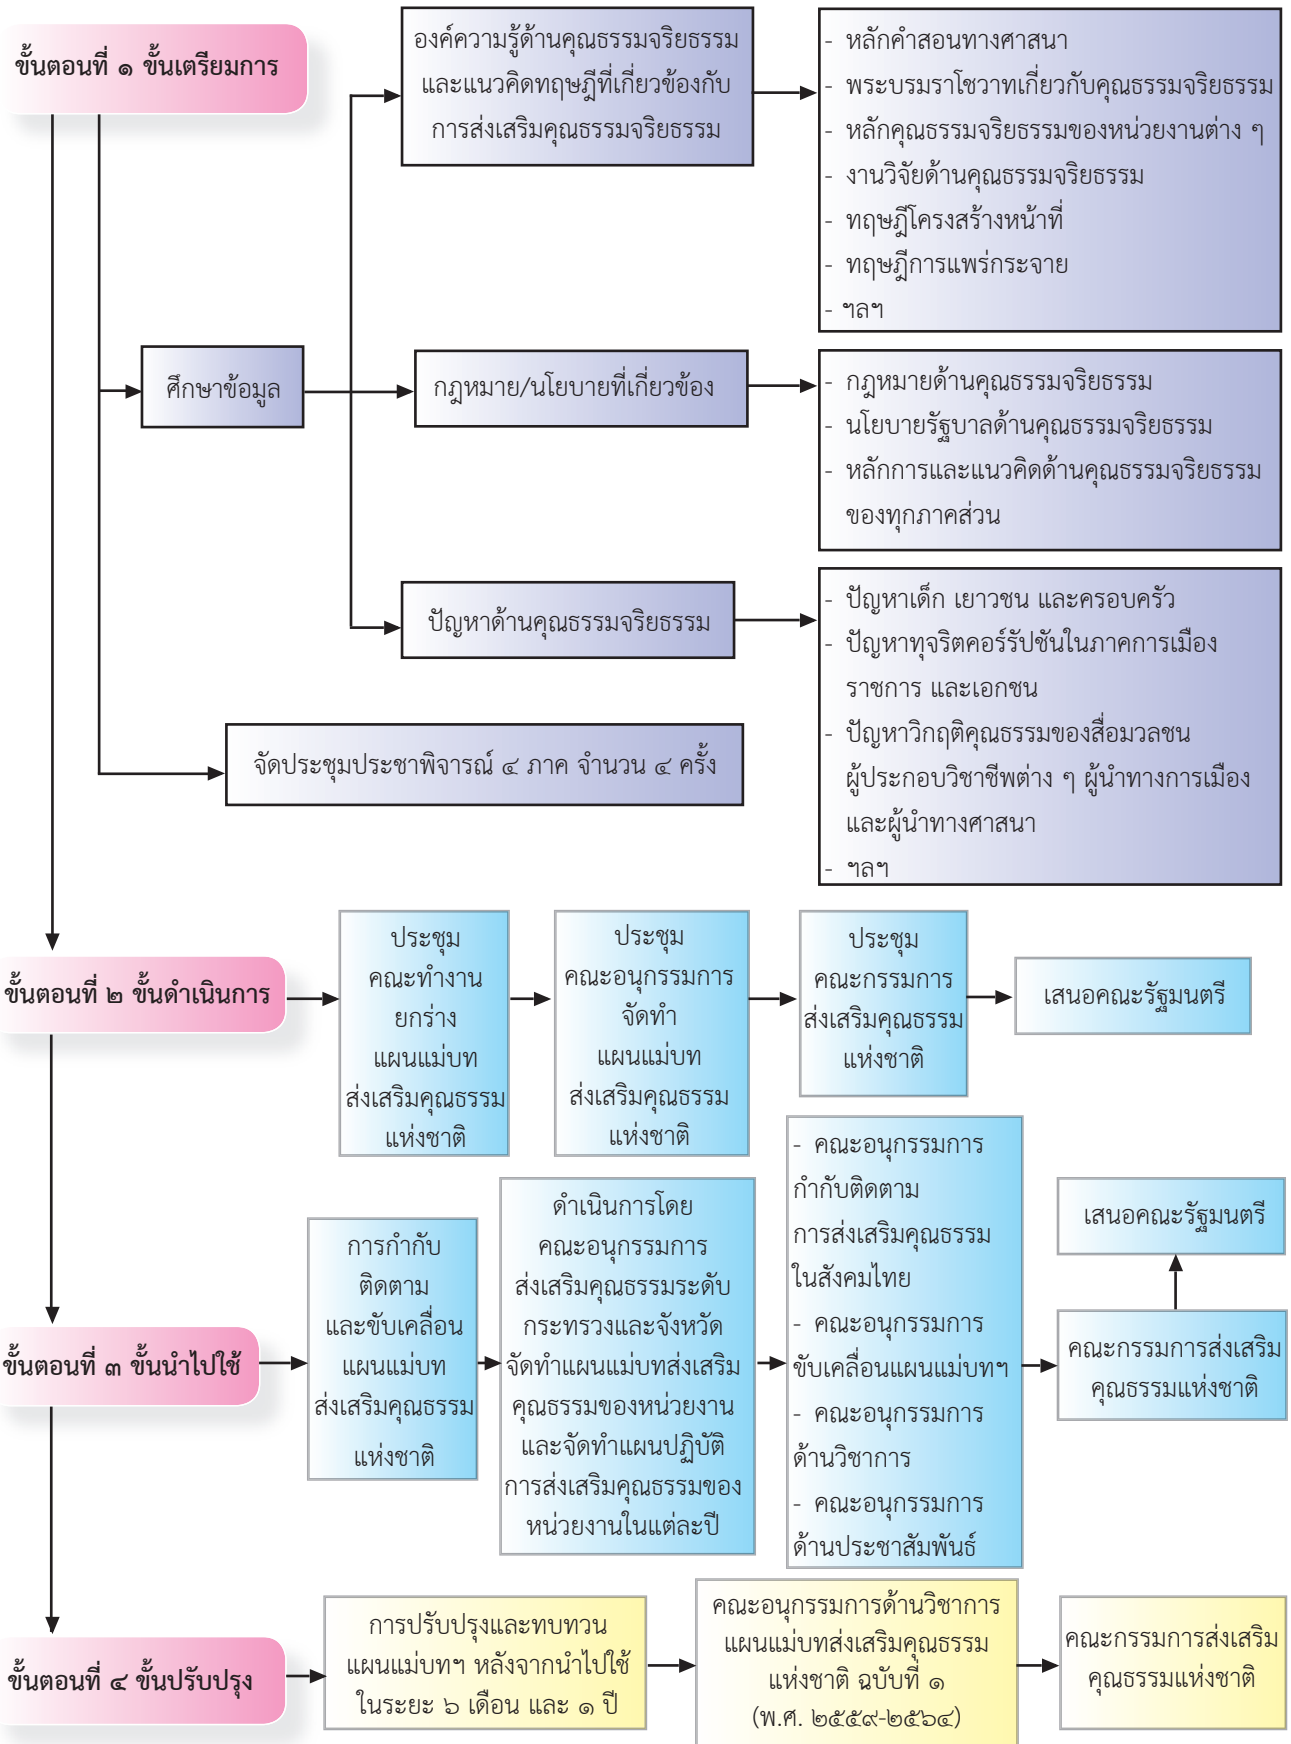 ขั้นตอนที่ ๑ ขั้นเตรียมการ
องค์ความรู้ด้านคุณธรรมจริยธรรม
และแนวคิดทฤษฎีที่เกี่ยวข้องกับ
การส่งเสริมคุณธรรมจริยธรรม
- หลักคำสอนทางศาสนา
- พระบรมราโชวาทเกี่ยวกับคุณธรรมจริยธรรม
- หลักคุณธรรมจริยธรรมของหน่วยงานต่าง ๆ
- งานวิจัยด้านคุณธรรมจริยธรรม
- ทฤษฎีโครงสร้างหน้าที่
- ทฤษฎีการแพร่กระจาย
- ฯลฯ
ศึกษาข้อมูล
กฎหมาย/นโยบายที่เกี่ยวข้อง
- กฎหมายด้านคุณธรรมจริยธรรม
- นโยบายรัฐบาลด้านคุณธรรมจริยธรรม
- หลักการและแนวคิดด้านคุณธรรมจริยธรรม
ของทุกภาคส่วน
ปัญหาด้านคุณธรรมจริยธรรม
- ปัญหาเด็ก เยาวชน และครอบครัว
- ปัญหาทุจริตคอร์รัปชันในภาคการเมือง
ราชการ และเอกชน
- ปัญหาวิกฤติคุณธรรมของสื่อมวลชน
ผู้ประกอบวิชาชีพต่าง ๆ ผู้นำทางการเมือง
และผู้นำทางศาสนา
- ฯลฯ
จัดประชุมประชาพิจารณ์ ๔ ภาค จำนวน ๔ ครั้ง
ขั้นตอนที่ ๒ ขั้นดำเนินการ
ประชุม
คณะทำงาน
ยกร่าง
แผนแม่บท
ส่งเสริมคุณธรรม
แห่งชาติ
ประชุม
คณะอนุกรรมการ
จัดทำ
แผนแม่บท
ส่งเสริมคุณธรรม
แห่งชาติ
ประชุม
คณะกรรมการ
ส่งเสริมคุณธรรม
แห่งชาติ
เสนอคณะรัฐมนตรี
ขั้นตอนที่ ๓ ขั้นนำไปใช้
การกำกับ
ติดตาม
และขับเคลื่อน
แผนแม่บท
ส่งเสริมคุณธรรม
แห่งชาติ
ดำเนินการโดย
คณะอนุกรรมการ
ส่งเสริมคุณธรรมระดับ
กระทรวงและจังหวัด
จัดทำแผนแม่บทส่งเสริม
คุณธรรมของหน่วยงาน
และจัดทำแผนปฏิบัติ
การส่งเสริมคุณธรรมของ
หน่วยงานในแต่ละปี
- คณะอนุกรรมการ
กำกับติดตาม
การส่งเสริมคุณธรรม
ในสังคมไทย
- คณะอนุกรรมการ
ขับเคลื่อนแผนแม่บทฯ
- คณะอนุกรรมการ
ด้านวิชาการ
- คณะอนุกรรมการ
ด้านประชาสัมพันธ์
เสนอคณะรัฐมนตรี
คณะกรรมการส่งเสริม
คุณธรรมแห่งชาติ
ขั้นตอนที่ ๔ ขั้นปรับปรุง
การปรับปรุงและทบทวน
แผนแม่บทฯ หลังจากนำไปใช้
ในระยะ ๖ เดือน และ ๑ ปี
คณะอนุกรรมการด้านวิชาการ
แผนแม่บทส่งเสริมคุณธรรม
แห่งชาติ ฉบับที่ ๑
(พ.ศ. ๒๕๕๙-๒๕๖๔)
คณะกรรมการส่งเสริม
คุณธรรมแห่งชาติ